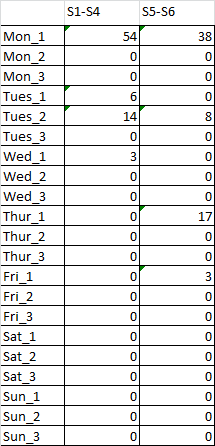 S1-S4 S5-S6
Mon_1 54 38
Mon_2 0 0
Mon_3 0 0
Tues_1 6 0
Tues_2 14 8
Tues_3 0 0
Wed_1 3 0
Wed_2 0 0
Wed_3 0 0
Thur_1 0 17
Thur_2 0 0
Thur_3 0 0
Fri_1 0 3
Fri_2 0 0
Fri_3 0 0
Sat_1 0 0
Sat_2 0 0
Sat_3 0 0
Sun_1 0 0
Sun_2 0 0
Sun_3 0 0